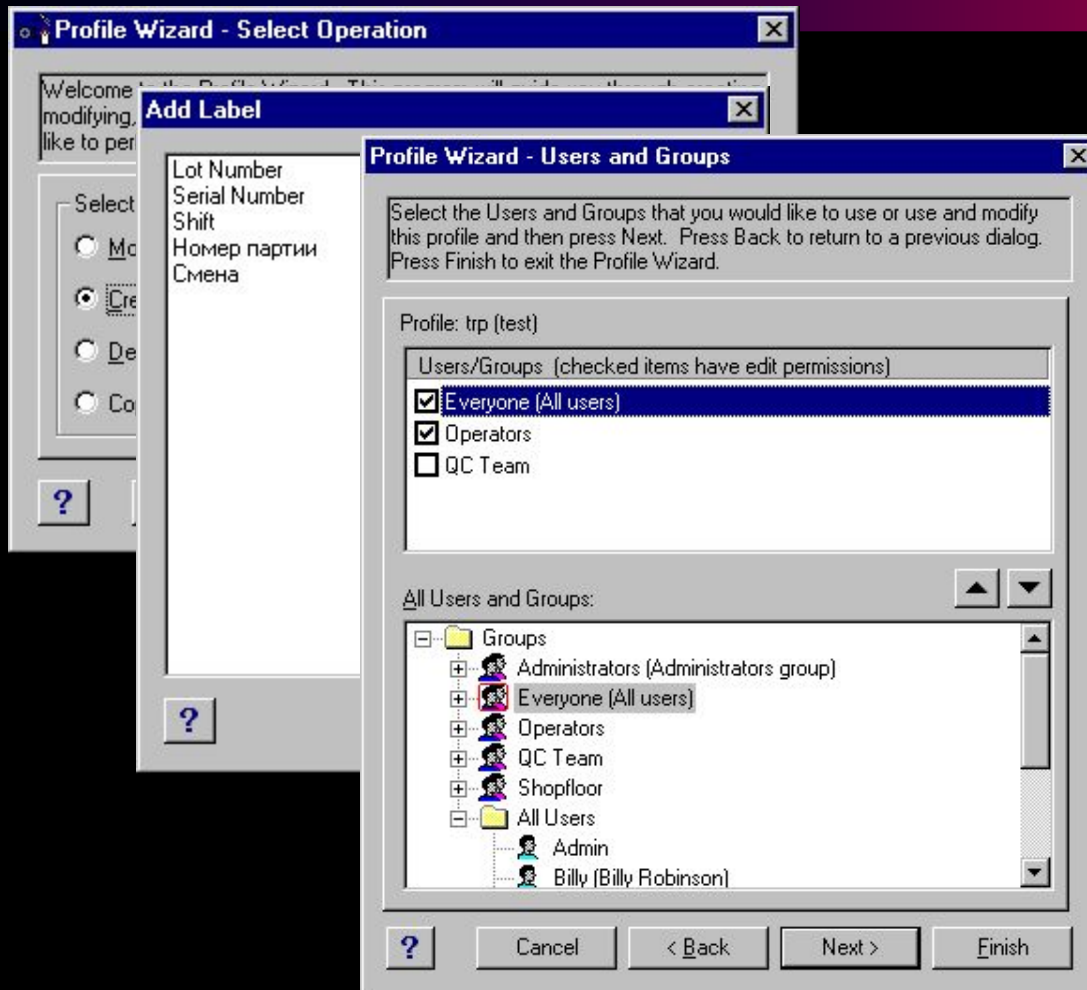 Profile Wizard - Select Operation
Welcome
modifying,
like to per
Select
Mo
Cre
De
Co
?
Add Label
Lot Number
Serial Number
Shift
Номер партии
Смена
?
Profile Wizard - Users and Groups
Select the Users and Groups that you would like to use or use and modify
this profile and then press Next. Press Back to return to a previous dialog.
Press Finish to exit the Profile Wizard.
Profile: trp (test)
Users/Groups (checked items have edit permissions)
Everyone (All users)
Operators
QC Team
All Users and Groups:
Groups
Administrators (Administrators group)
Everyone (All users)
Operators
QC Team
Shopfloor
All Users
Admin
Billy (Billy Robinson)
? Cancel < Back Next > Finish